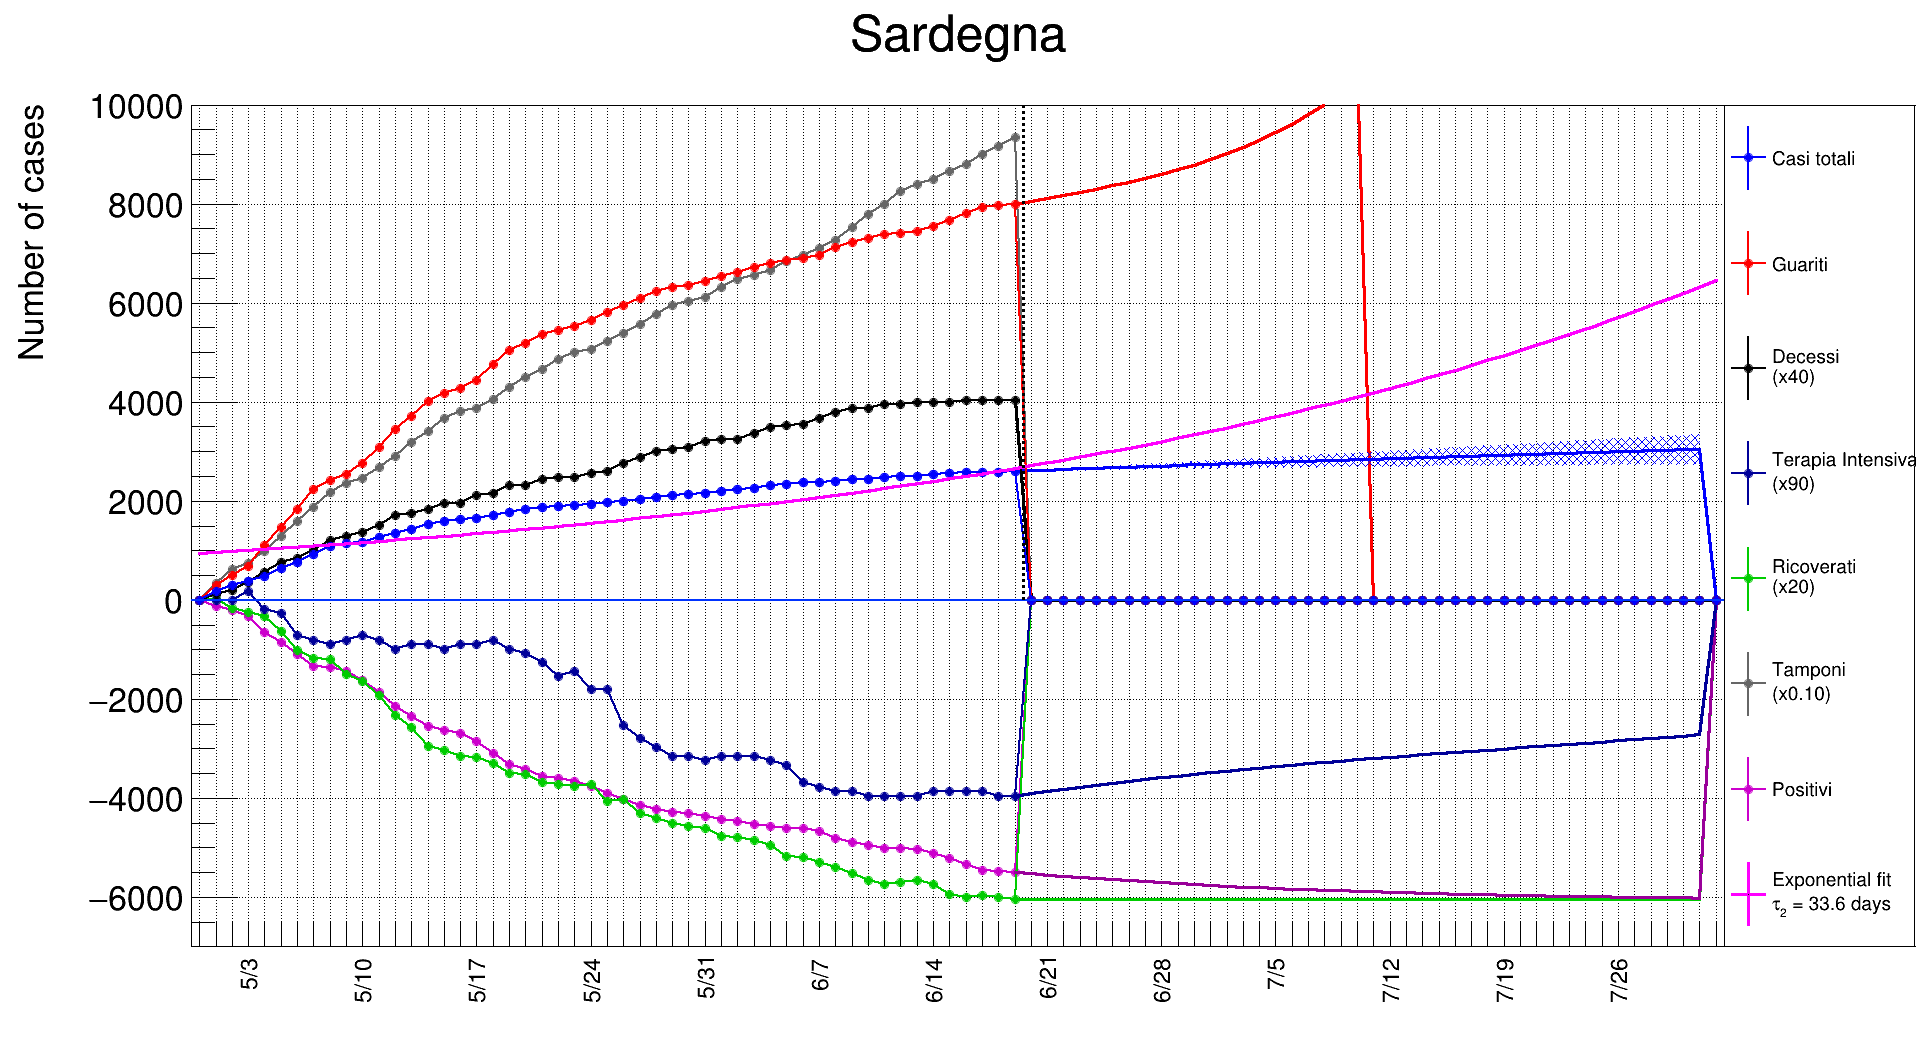 Sardegna
Number of cases
10000
8000
6000
4000
2000
0
−2000
−4000
−6000
5/3
5/10
5/17
5/24
5/31
6/7
6/14
6/21
6/28
7/5
7/12
7/19
7/26
Casi totali
Guariti
Decessi
(x40)
Terapia Intensiva
(x90)
Ricoverati
(x20)
Tamponi
(x0.10)
Positivi
Exponential fit
τ₂ = 33.6 days